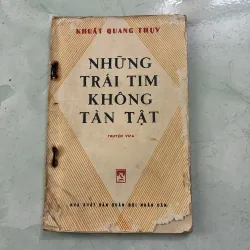 KHUẤT QUANG THỤY
NHỮNG
TRÁI TIM
KHÔNG
TÀN TẬT
TRUYỆN VỪA
NHÀ XUẤT BẢN QUÂN ĐỘI NHÂN DÂN